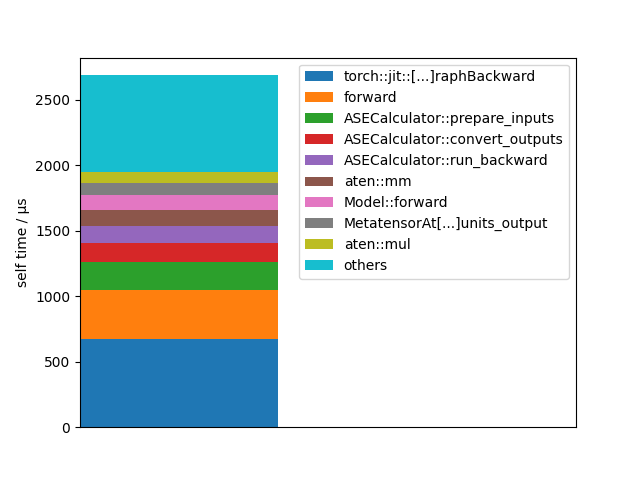 self time / µs
2500
2000
1500
1000
500
0
torch::jit::[...]raphBackward
forward
ASECalculator::prepare_inputs
ASECalculator::convert_outputs
ASECalculator::run_backward
aten::mm
Model::forward
MetatensorAt[...]units_output
aten::mul
others